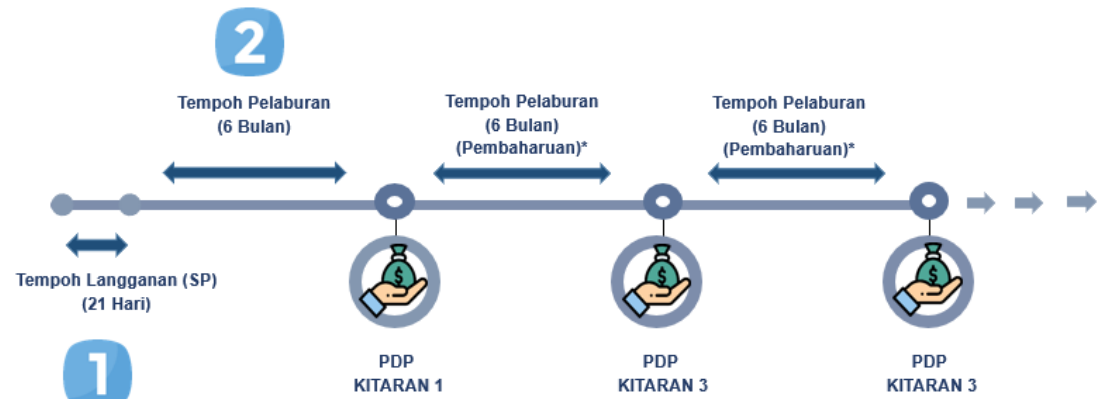 2
Tempoh Pelaburan
(6 Bulan)
Tempoh Pelaburan
(6 Bulan)
(Pembaharuan)*
Tempoh Pelaburan
(6 Bulan)
(Pembaharuan)*
Tempoh Langganan (SP)
(21 Hari)
1
$
PDP
KITARAN 1
$
PDP
KITARAN 3
$
PDP
KITARAN 3